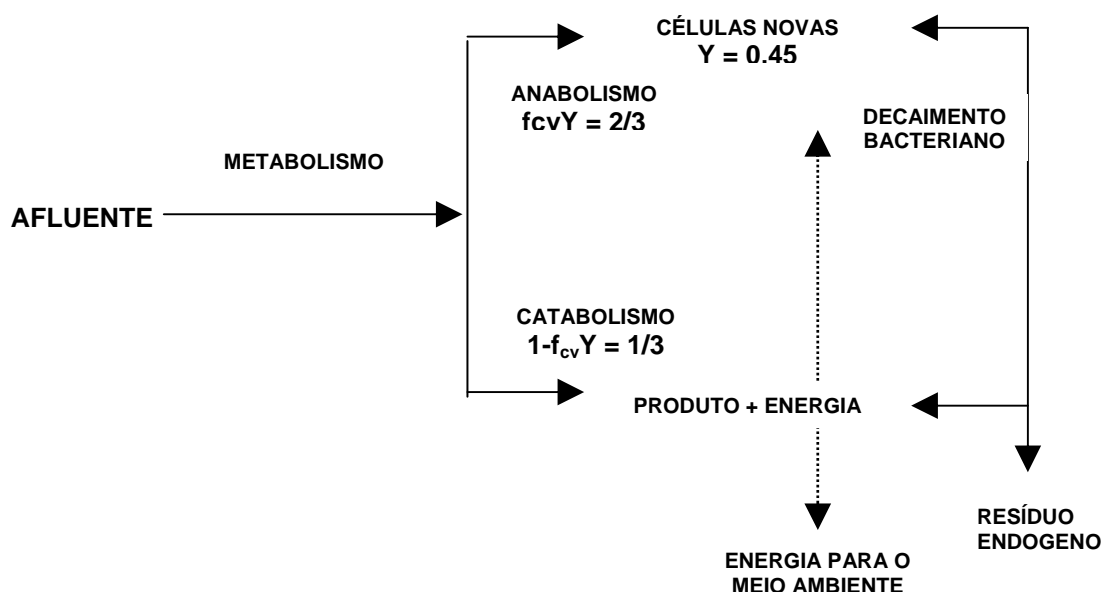 CÉLULAS NOVAS
Y = 0.45
ANABOLISMO
fcvY = 2/3
DECAIMENTO
BACTERIANO
METABOLISMO
AFLUENTE
CATABOLISMO
1-fcvY = 1/3
PRODUTO + ENERGIA
RESÍDUO
ENDOGENO
ENERGIA PARA O
MEIO AMBIENTE